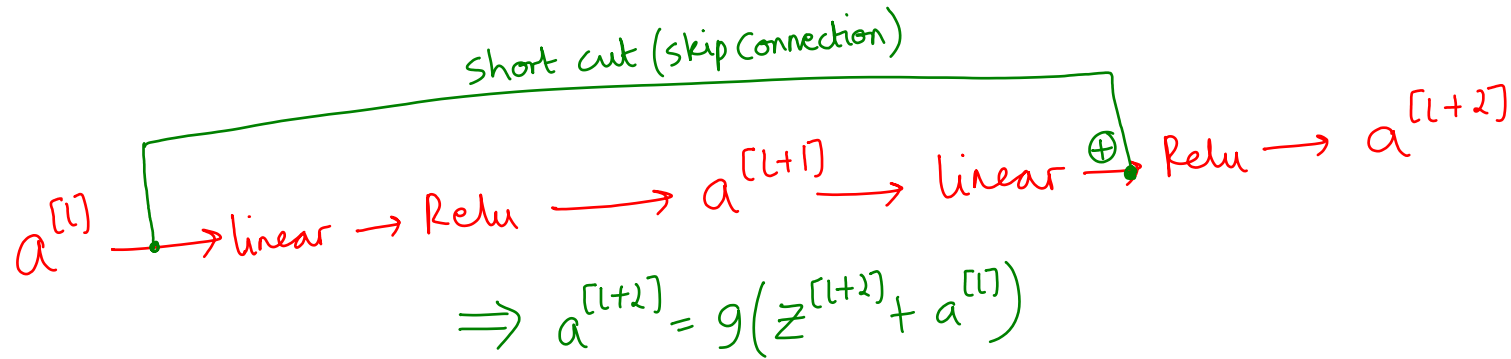 short cut (skip connection)
a^[l] → linear → Relu → a^[l+1] → linear ⊕→ Relu → a^[l+2]
⇒ a^[l+2] = g(z^[l+2] + a^[l])